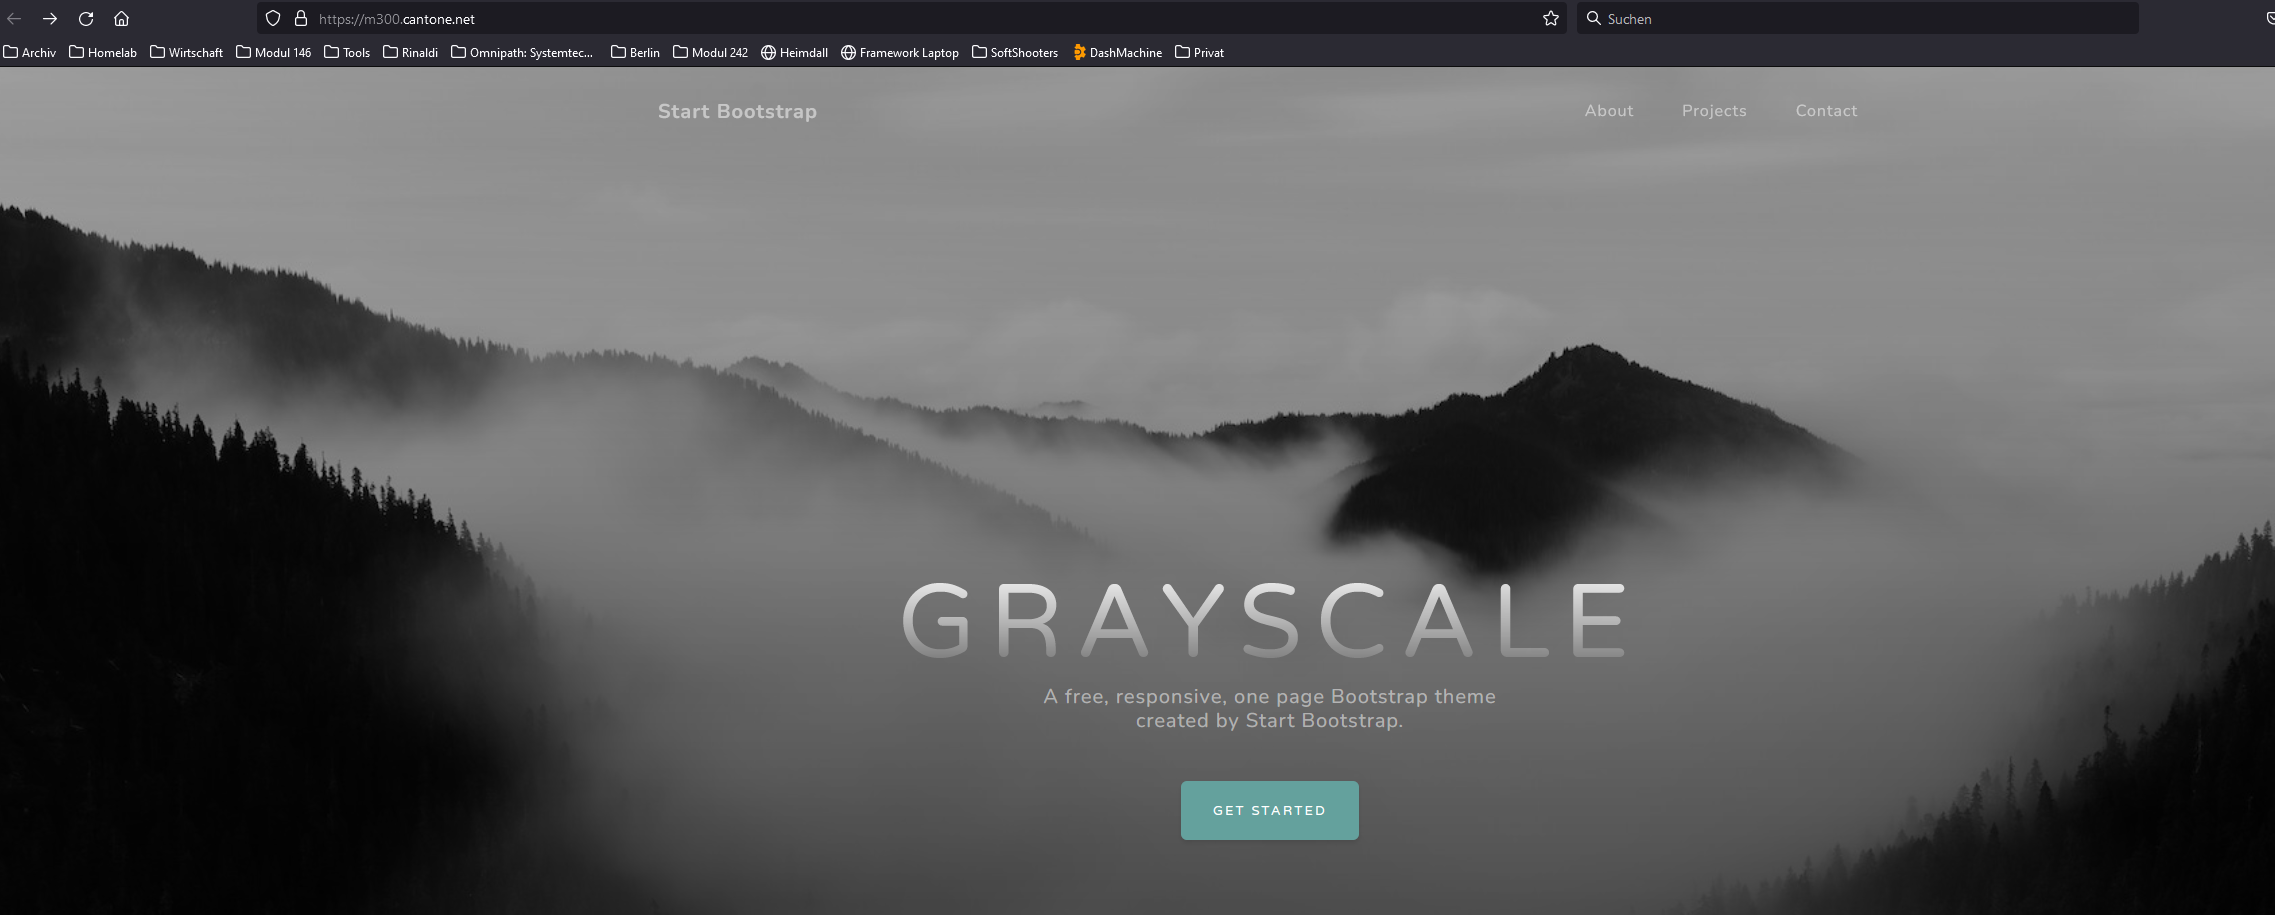 https://m300.cantone.net
Suchen
Archiv Homelab Wirtschaft Modul 146 Tools Rinaldi Omnipath: Systemtec... Berlin Modul 242 Heimdall Framework Laptop SoftShooters DashMachine Privat
Start Bootstrap About Projects Contact
GRAYSCALE
A free, responsive, one page Bootstrap theme
created by Start Bootstrap.
GET STARTED